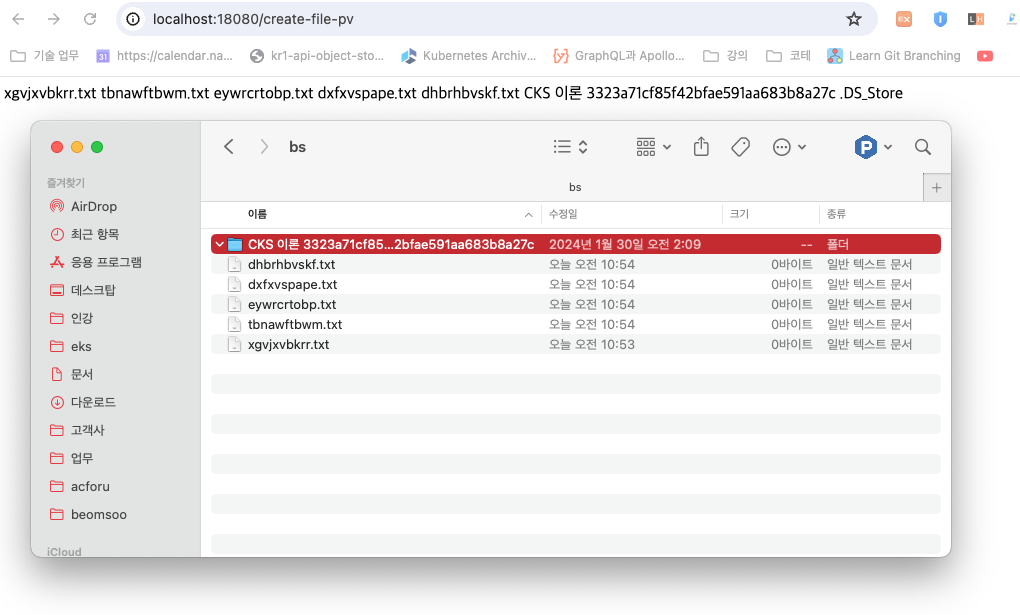 localhost:18080/create-file-pv
기술 업무 31 https://calendar.na... kr1-api-object-sto... Kubernetes Archiv... GraphQL과 Apollo... 강의 코테 Learn Git Branching
xgvjxvbkrr.txt tbnawftbwm.txt eywrcrtobp.txt dxfxvspape.txt dhbrhbvskf.txt CKS 이론 3323a71cf85f42bfae591aa683b8a27c .DS_Store
bs
P
bs
+
즐겨찾기
AirDrop
최근 항목
응용 프로그램
데스크탑
인강
eks
문서
다운로드
고객사
업무
acforu
beomsoo
iCloud
이름 수정일 크기 종류
CKS 이론 3323a71cf85...2bfae591aa683b8a27c 2024년 1월 30일 오전 2:09 -- 폴더
dhbrhbvskf.txt 오늘 오전 10:54 0바이트 일반 텍스트 문서
dxfxvspape.txt 오늘 오전 10:54 0바이트 일반 텍스트 문서
eywrcrtobp.txt 오늘 오전 10:54 0바이트 일반 텍스트 문서
tbnawftbwm.txt 오늘 오전 10:54 0바이트 일반 텍스트 문서
xgvjxvbkrr.txt 오늘 오전 10:53 0바이트 일반 텍스트 문서